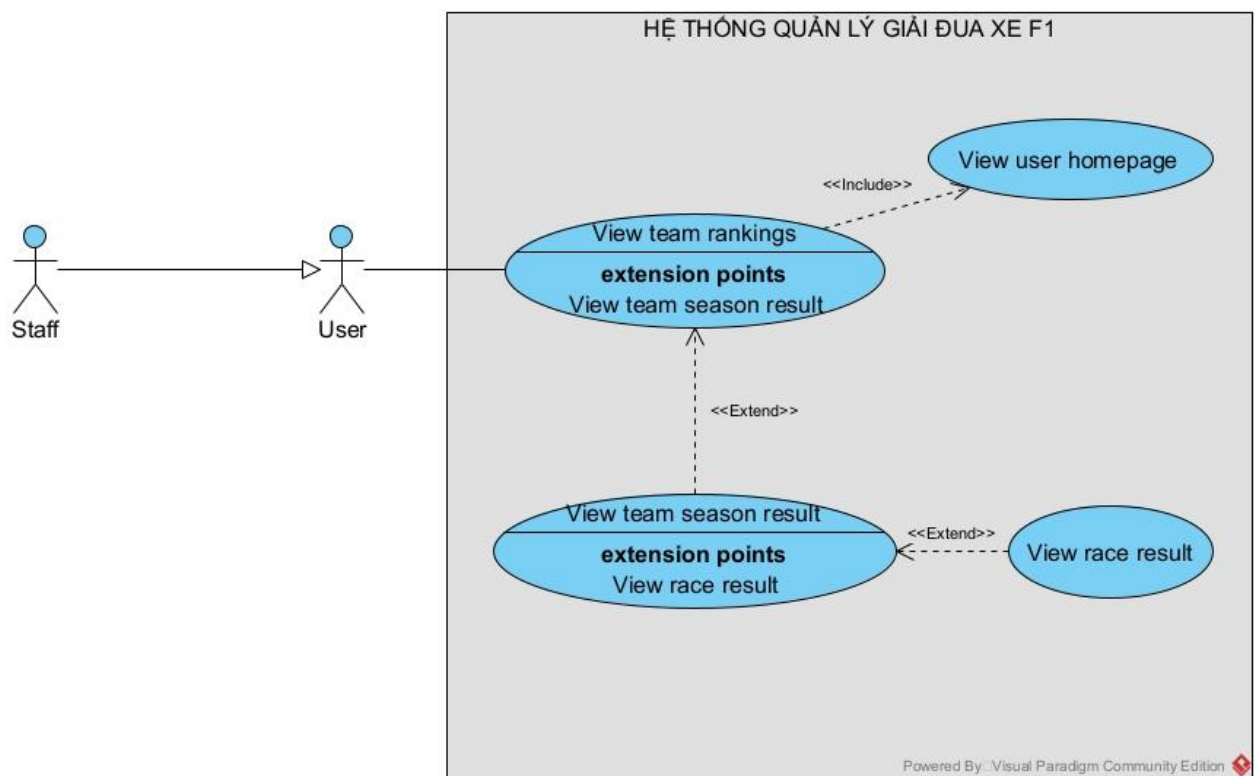 HỆ THỐNG QUẢN LÝ GIẢI ĐUA XE F1
View user homepage
<<Include>>
View team rankings
extension points
View team season result
Staff
User
<<Extend>>
View team season result
extension points
View race result
<<Extend>>
View race result
Powered By Visual Paradigm Community Edition